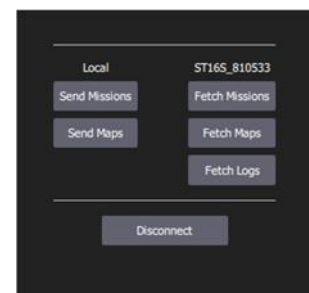 Local ST16S_810533
Send Missions Fetch Missions
Send Maps Fetch Maps
Fetch Logs
Disconnect